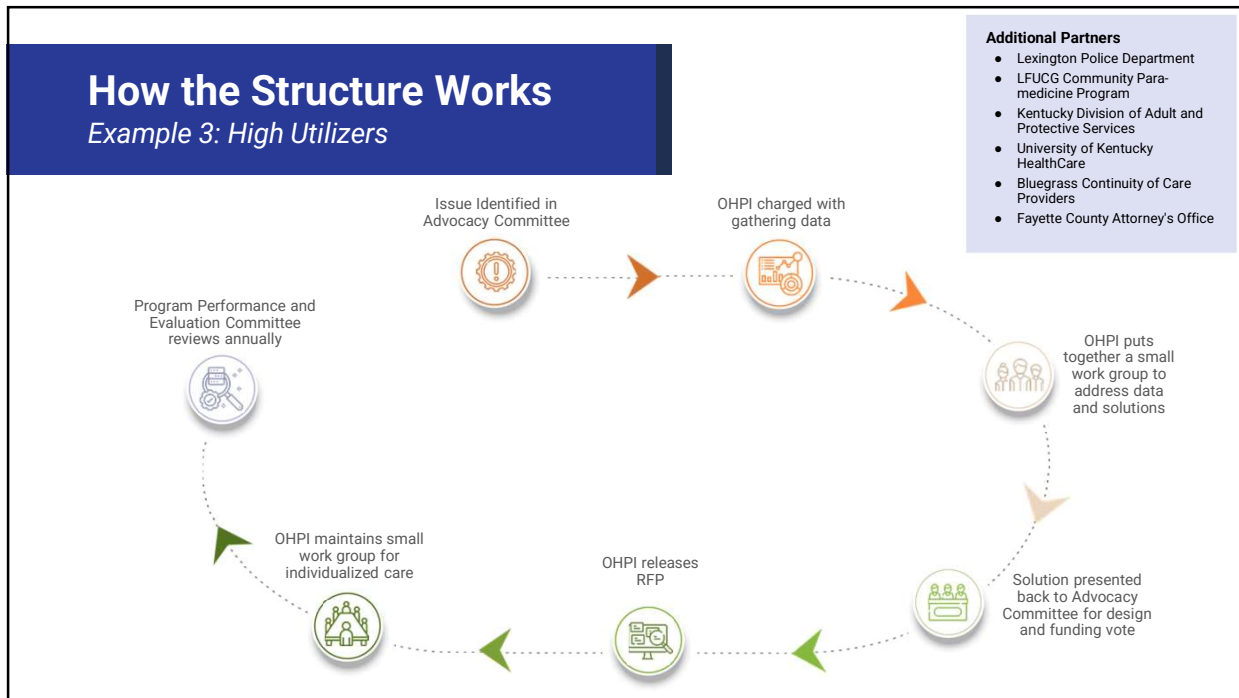 How the Structure Works
Example 3: High Utilizers
Additional Partners
● Lexington Police Department
● LFUCG Community Para-
medicine Program
● Kentucky Division of Adult and
Protective Services
● University of Kentucky
HealthCare
● Bluegrass Continuity of Care
Providers
● Fayette County Attorney's Office
Issue Identified in
Advocacy Committee
OHPI charged with
gathering data
OHPI puts
together a small
work group to
address data
and solutions
Solution presented
back to Advocacy
Committee for design
and funding vote
OHPI releases
RFP
OHPI maintains small
work group for
individualized care
Program Performance and
Evaluation Committee
reviews annually